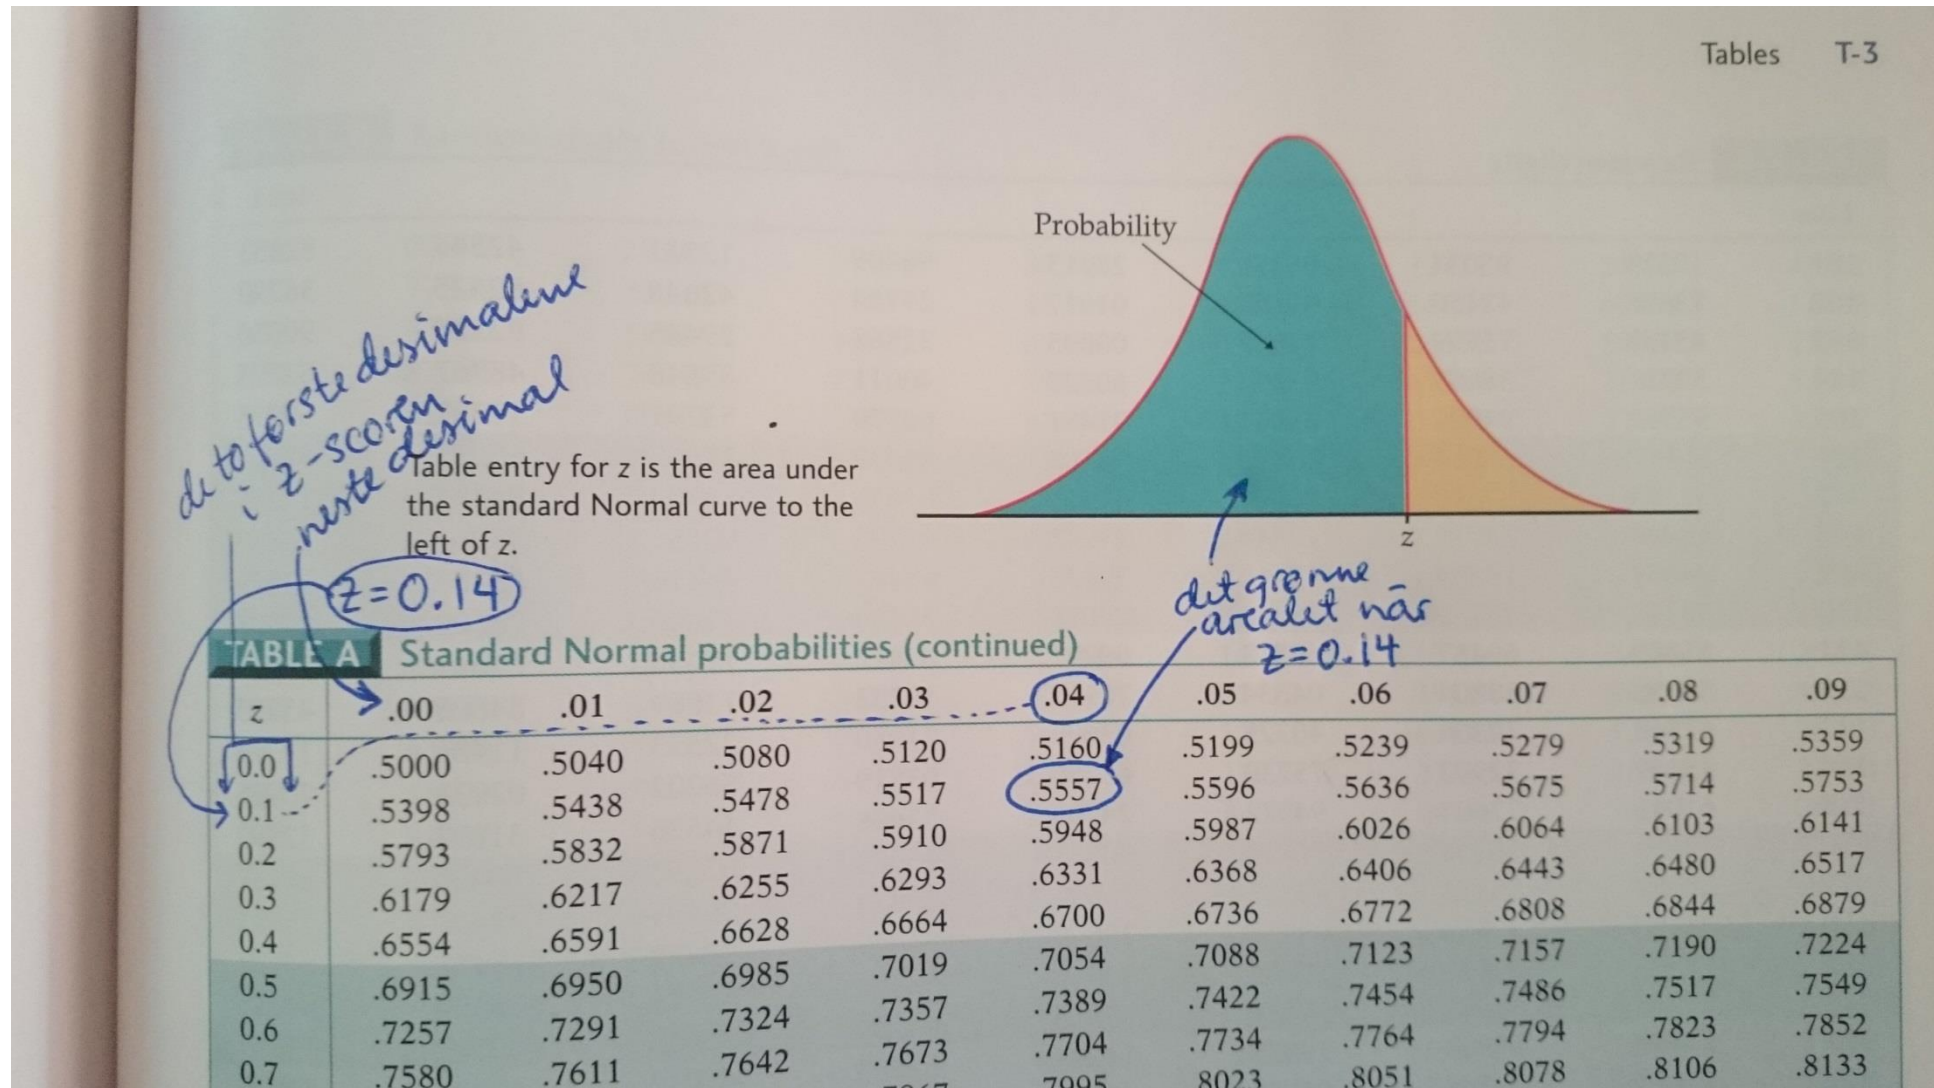 Tables T-3
Probability
de to første desimalene
i z-scoren
neste desimal
Table entry for z is the area under
the standard Normal curve to the
left of z.
z
z=0.14
det grønne
arealet når
z=0.14
TABLE A Standard Normal probabilities (continued)
z .00 .01 .02 .03 .04 .05 .06 .07 .08 .09
0.0 .5000 .5040 .5080 .5120 .5160 .5199 .5239 .5279 .5319 .5359
0.1 .5398 .5438 .5478 .5517 .5557 .5596 .5636 .5675 .5714 .5753
0.2 .5793 .5832 .5871 .5910 .5948 .5987 .6026 .6064 .6103 .6141
0.3 .6179 .6217 .6255 .6293 .6331 .6368 .6406 .6443 .6480 .6517
0.4 .6554 .6591 .6628 .6664 .6700 .6736 .6772 .6808 .6844 .6879
0.5 .6915 .6950 .6985 .7019 .7054 .7088 .7123 .7157 .7190 .7224
0.6 .7257 .7291 .7324 .7357 .7389 .7422 .7454 .7486 .7517 .7549
0.7 .7580 .7611 .7642 .7673 .7704 .7734 .7764 .7794 .7823 .7852
.7995 .8023 .8051 .8078 .8106 .8133